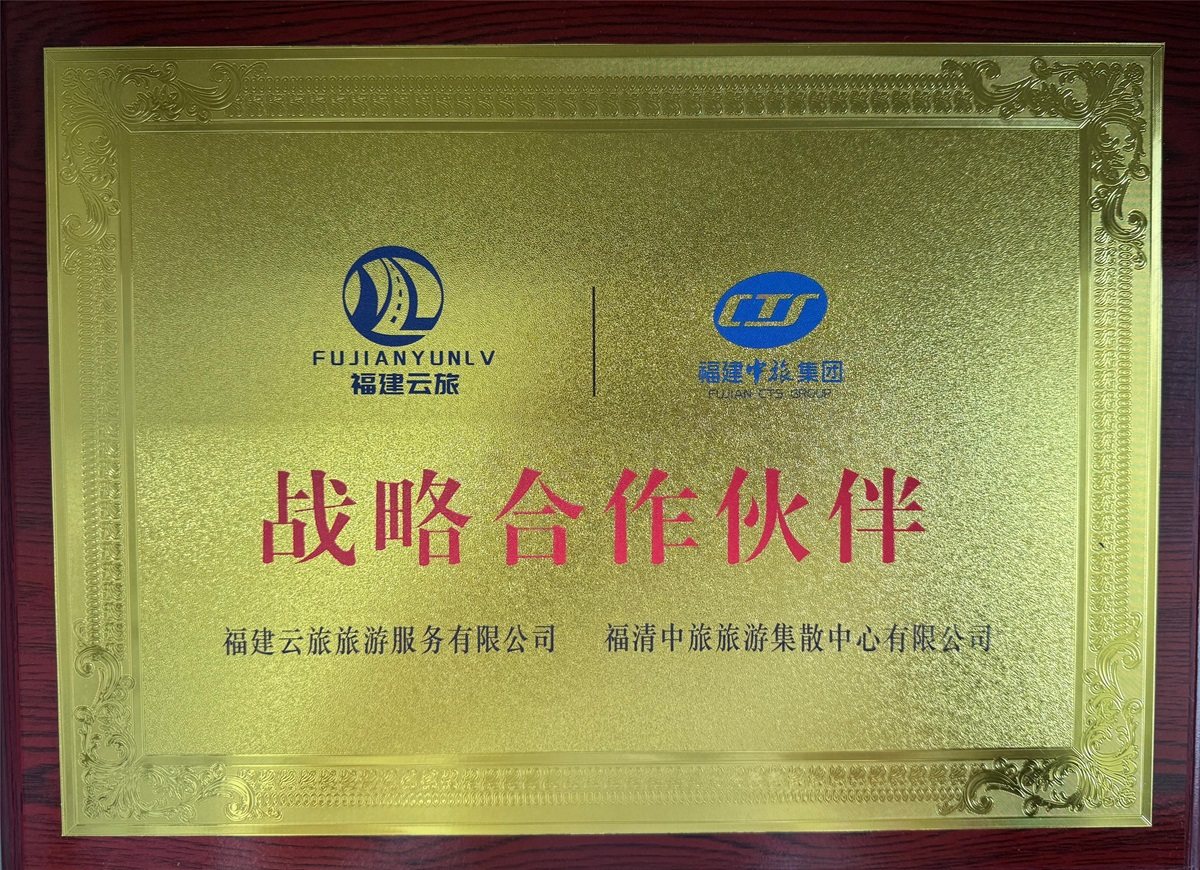 FUJIANYUNLV
福建云旅
CTS
福建中旅集团
FUJIAN CTS GROUP
战略合作伙伴
福建云旅旅游服务有限公司 福清中旅旅游集散中心有限公司